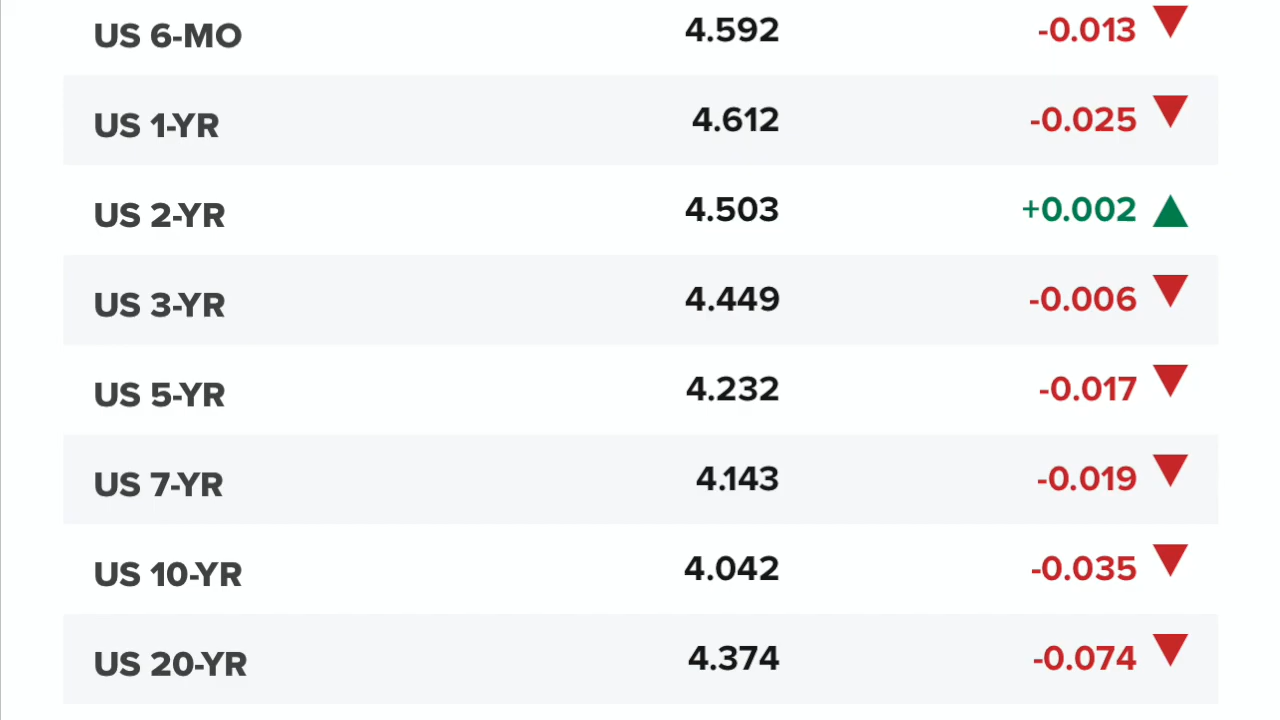 US 6-MO 4.592 -0.013
US 1-YR 4.612 -0.025
US 2-YR 4.503 +0.002
US 3-YR 4.449 -0.006
US 5-YR 4.232 -0.017
US 7-YR 4.143 -0.019
US 10-YR 4.042 -0.035
US 20-YR 4.374 -0.074